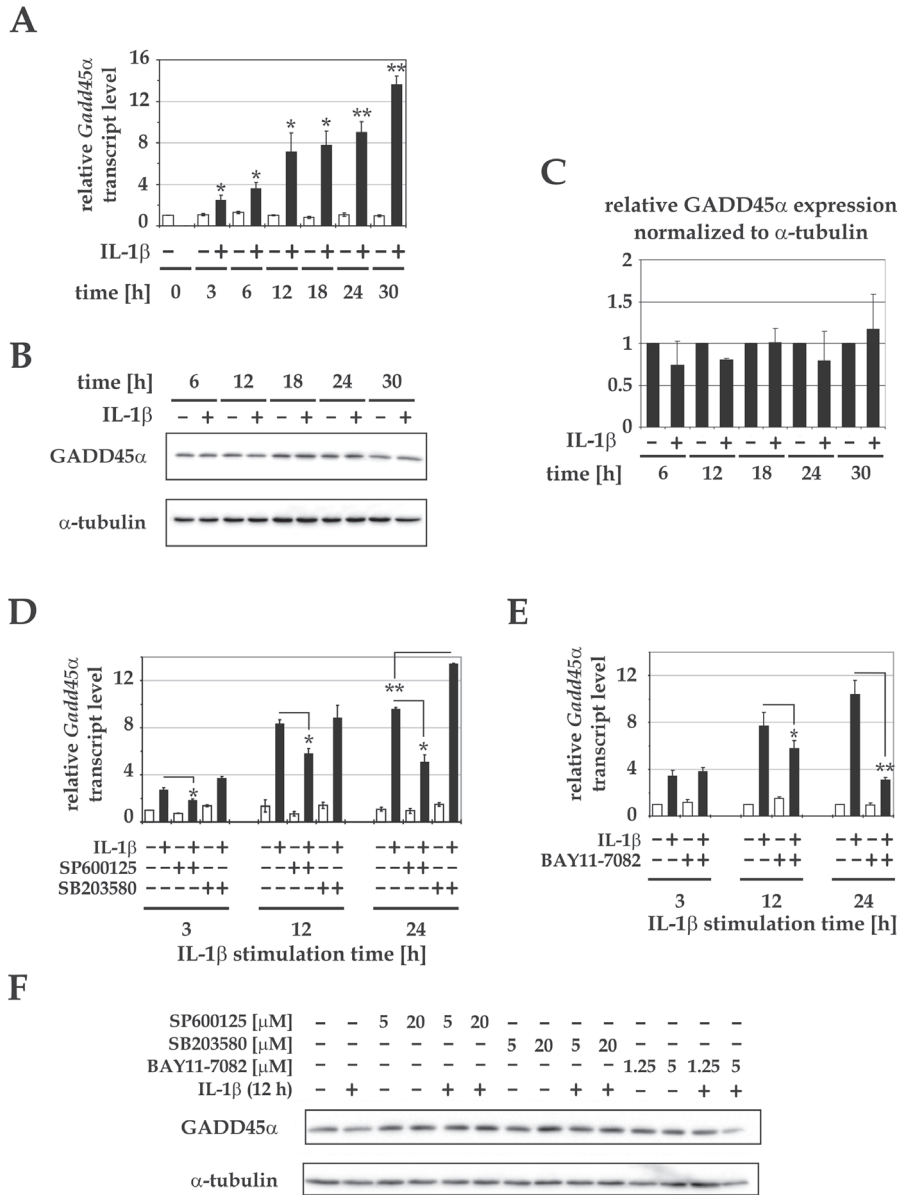 A
relative Gadd45α
transcript level
16
12
8
4
0
* * * * ** **
IL-1β – – + – + – + – + – + – +
time [h] 0 3 6 12 18 24 30
B
time [h] 6 12 18 24 30
IL-1β – + – + – + – + – +
GADD45α
α-tubulin
C
relative GADD45α expression
normalized to α-tubulin
2
1.5
1
0.5
0
IL-1β – + – + – + – + – +
time [h] 6 12 18 24 30
D
relative Gadd45α
transcript level
12
8
4
0
* * ** *
IL-1β – + – + – + – + – + – + – + – + – +
SP600125 – – + + – – – – + + – – – – + + – –
SB203580 – – – – + + – – – – + + – – – – + +
3 12 24
IL-1β stimulation time [h]
E
relative Gadd45α
transcript level
12
8
4
0
* **
IL-1β – + – + – + – + – + – +
BAY11-7082 – – + + – – + + – – + +
3 12 24
IL-1β stimulation time [h]
F
SP600125 [µM] – – 5 20 5 20 – – – – – – – –
SB203580 [µM] – – – – – – 5 20 5 20 – – – –
BAY11-7082 [µM] – – – – – – – – – – 1.25 5 1.25 5
IL-1β (12 h) – + – – + + – – + + – – + +
GADD45α
α-tubulin